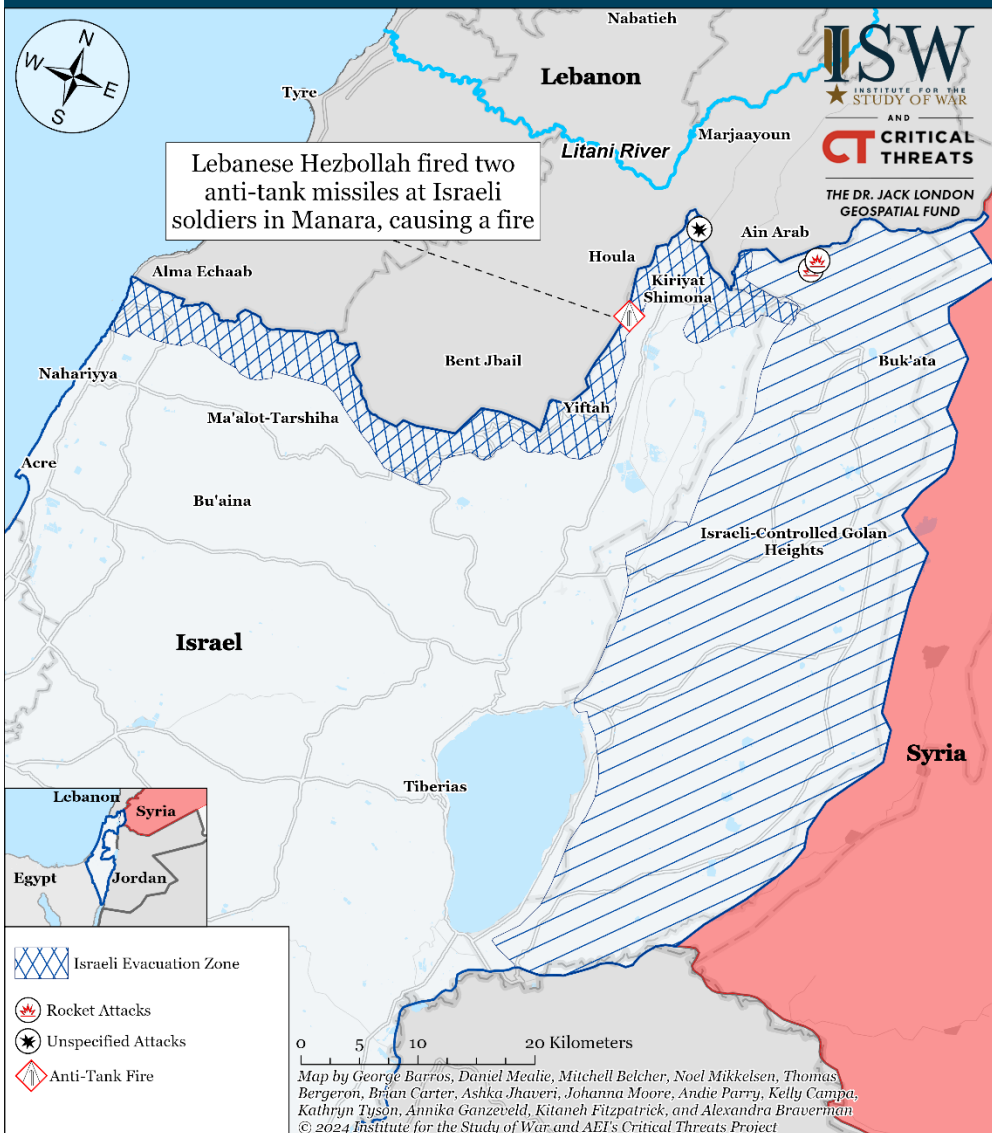 N
W
E
S
Nabatieh
Lebanon
ISW
INSTITUTE FOR THE
STUDY OF WAR
AND
CT CRITICAL
THREATS
THE DR. JACK LONDON
GEOSPATIAL FUND
Tyre
Litani River
Marjaayoun
Lebanese Hezbollah fired two
anti-tank missiles at Israeli
soldiers in Manara, causing a fire
Ain Arab
Houla
Alma Echaab
Kiriyat
Shimona
Bent Jbail
Buk'ata
Nahariyya
Yiftah
Ma'alot-Tarshiha
Acre
Bu'aina
Israeli-Controlled Golan
Heights
Israel
Syria
Tiberias
Lebanon
Syria
Egypt
Jordan
Israeli Evacuation Zone
Rocket Attacks
Unspecified Attacks
Anti-Tank Fire
0 5 10 20 Kilometers
Map by George Barros, Daniel Mealie, Mitchell Belcher, Noel Mikkelsen, Thomas
Bergeron, Brian Carter, Ashka Jhaveri, Johanna Moore, Andie Parry, Kelly Campa,
Kathryn Tyson, Annika Ganzeveld, Kitaneh Fitzpatrick, and Alexandra Braverman
© 2024 Institute for the Study of War and AEI's Critical Threats Project